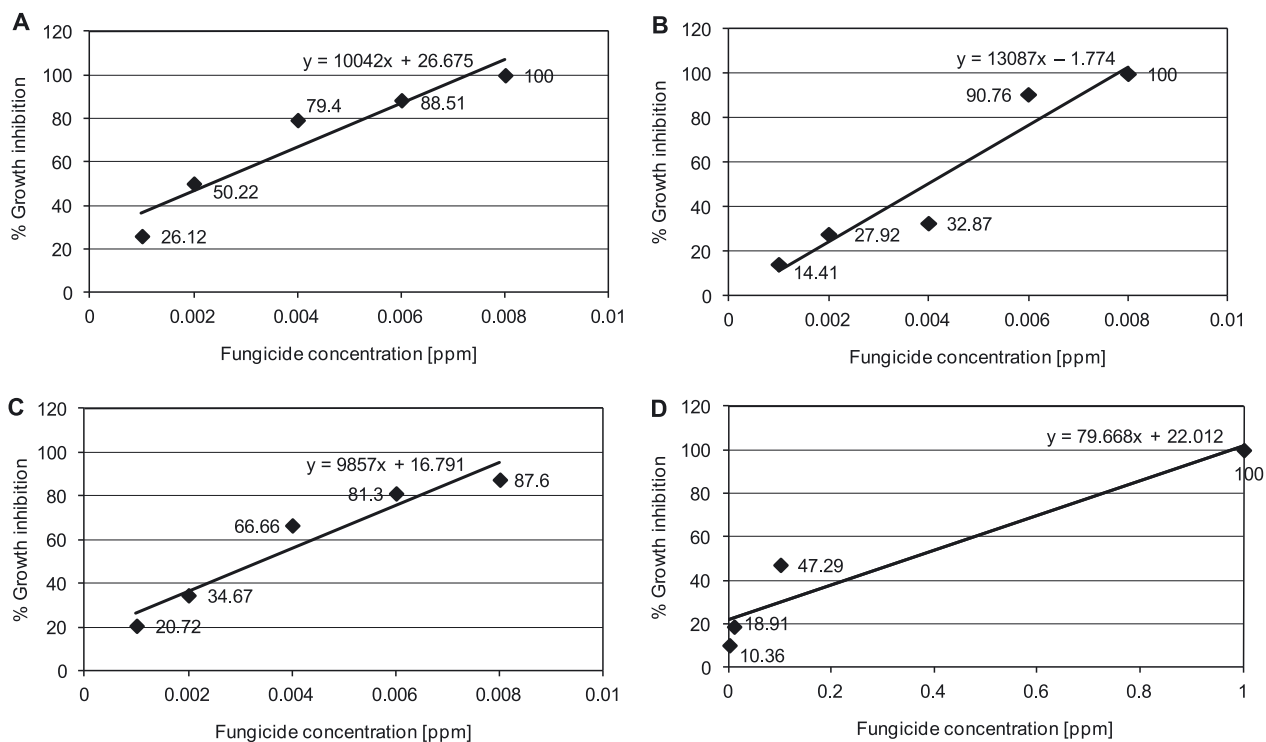 A
120
100
80
60
40
20
0
% Growth inhibition
y = 10042x + 26.675
100
88.51
79.4
50.22
26.12
0 0.002 0.004 0.006 0.008 0.01
Fungicide concentration [ppm]
B
120
100
80
60
40
20
0
% Growth inhibition
y = 13087x – 1.774
100
90.76
32.87
27.92
14.41
0 0.002 0.004 0.006 0.008 0.01
Fungicide concentration [ppm]
C
120
100
80
60
40
20
0
% Growth inhibition
y = 9857x + 16.791
87.6
81.3
66.66
34.67
20.72
0 0.002 0.004 0.006 0.008 0.01
Fungicide concentration [ppm]
D
120
100
80
60
40
20
0
% Growth inhibition
y = 79.668x + 22.012
100
47.29
18.91
10.36
0 0.2 0.4 0.6 0.8 1
Fungicide concentration [ppm]